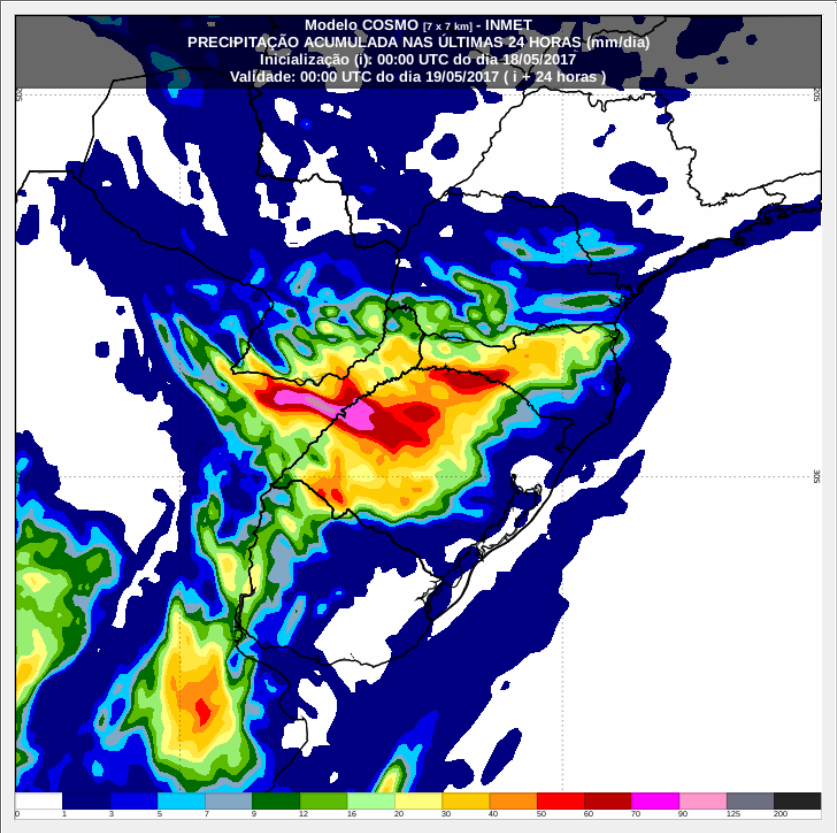 Modelo COSMO [7 x 7 km] - INMET
PRECIPITAÇÃO ACUMULADA NAS ÚLTIMAS 24 HORAS (mm/dia)
Inicialização (i): 00:00 UTC do dia 18/05/2017
Validade: 00:00 UTC do dia 19/05/2017 ( i + 24 horas )
0 1 3 5 7 9 12 16 20 30 40 50 60 70 90 125 200